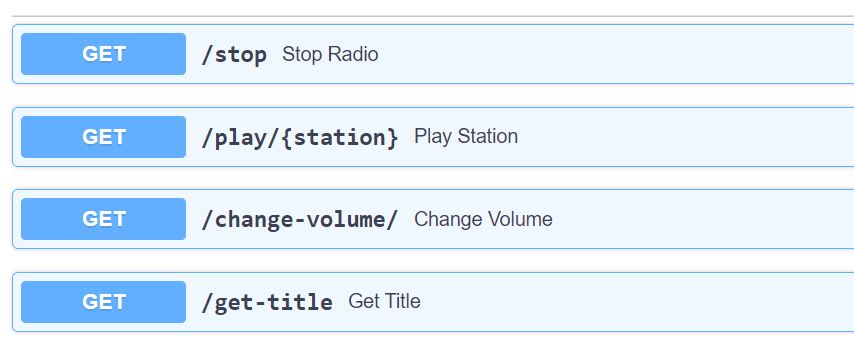 GET /stop Stop Radio
GET /play/{station} Play Station
GET /change-volume/ Change Volume
GET /get-title Get Title